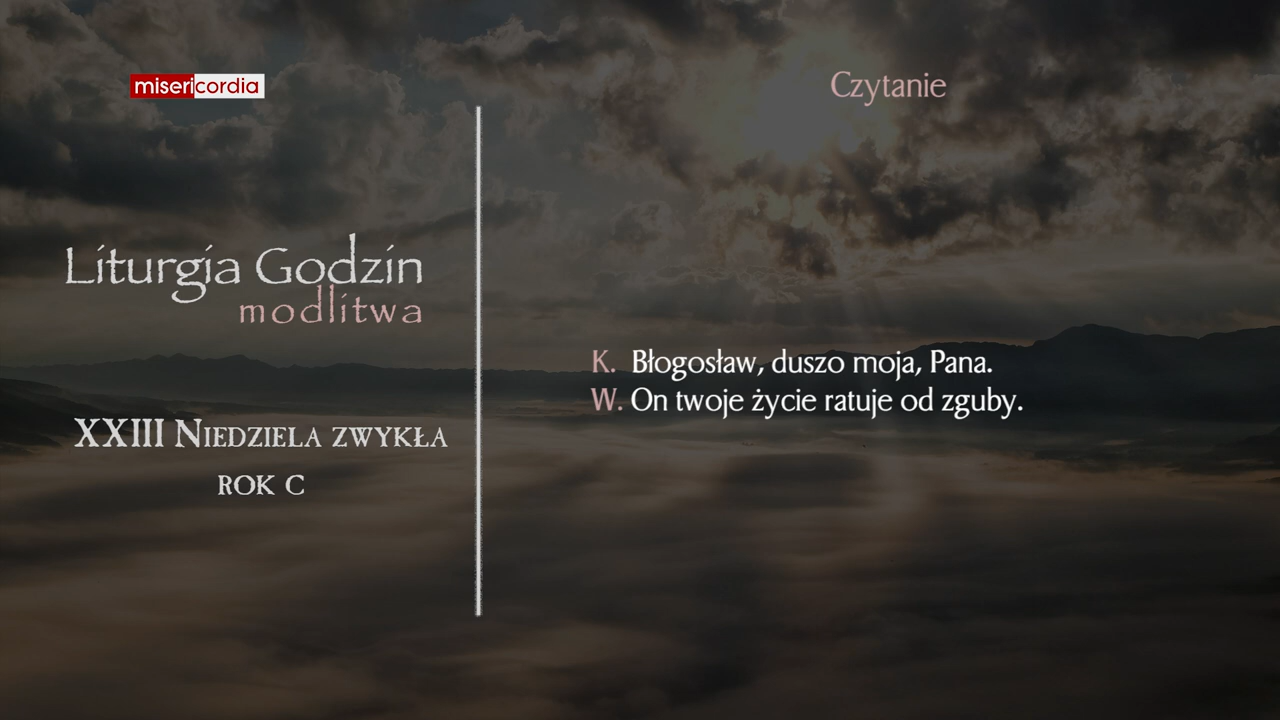 misericordia
Liturgia Godzin
modlitwa
XXIII Niedziela zwykła
rok C
Czytanie
K. Błogosław, duszo moja, Pana.
W. On twoje życie ratuje od zguby.